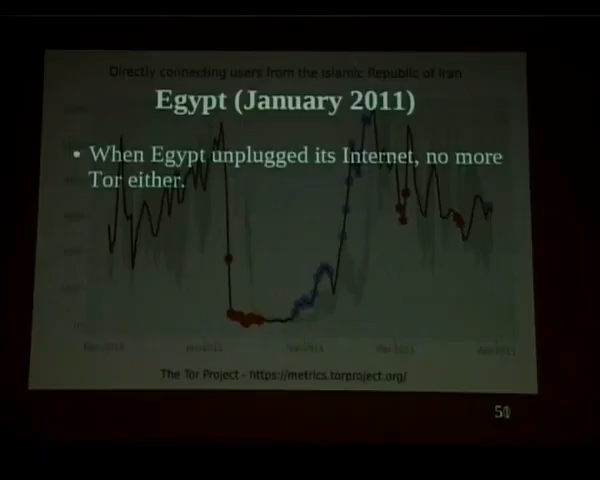 Directly connecting users from the Islamic Republic of Iran
Egypt (January 2011)
• When Egypt unplugged its Internet, no more
Tor either.
The Tor Project - https://metrics.torproject.org/